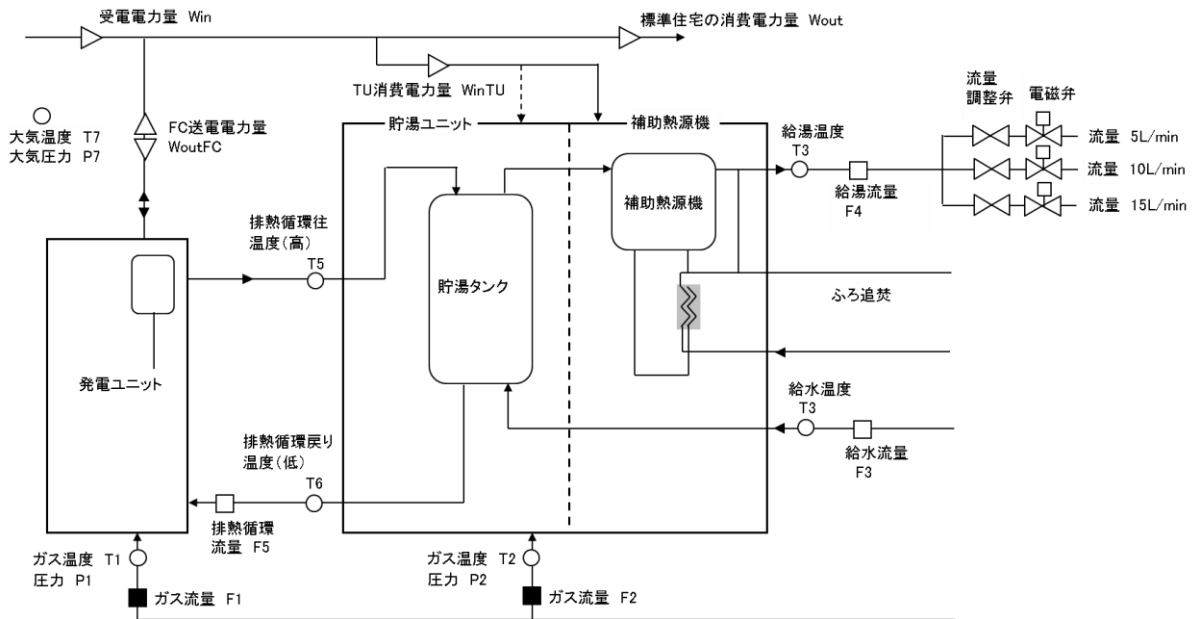 受電電力量 Win
標準住宅の消費電力量 Wout
TU消費電力量 WinTU
大気温度 T7
大気圧力 P7
FC送電電力量
WoutFC
貯湯ユニット
補助熱源機
流量
調整弁
電磁弁
流量 5L/min
流量 10L/min
流量 15L/min
給湯温度
T3
給湯流量
F4
補助熱源機
排熱循環往
温度(高)
T5
貯湯タンク
ふろ追焚
発電ユニット
給水温度
T3
給水流量
F3
排熱循環戻り
温度(低)
T6
排熱循環
流量 F5
ガス温度 T1
圧力 P1
ガス流量 F1
ガス温度 T2
圧力 P2
ガス流量 F2